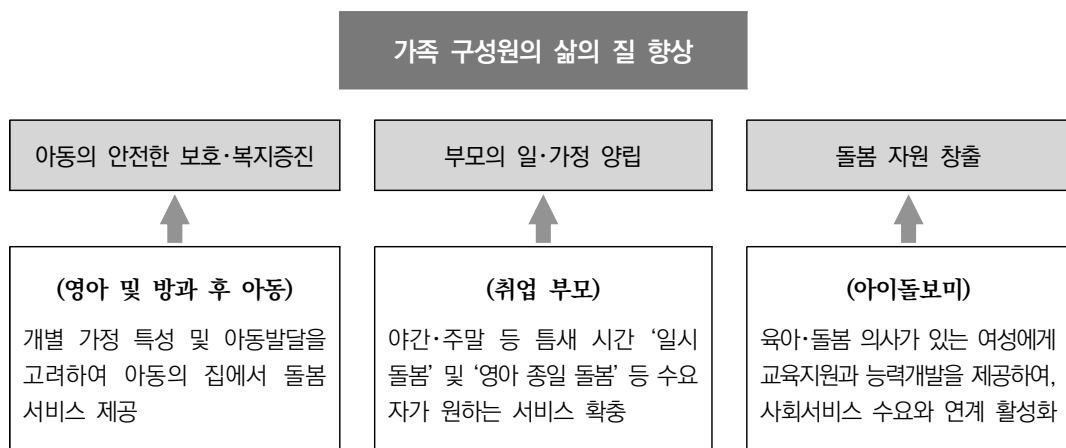 가족 구성원의 삶의 질 향상
아동의 안전한 보호·복지증진
부모의 일·가정 양립
돌봄 자원 창출
(영아 및 방과 후 아동)
개별 가정 특성 및 아동발달을
고려하여 아동의 집에서 돌봄
서비스 제공
(취업 부모)
야간·주말 등 틈새 시간 ‘일시
돌봄’ 및 ‘영아 종일 돌봄’ 등 수요
자가 원하는 서비스 확충
(아이돌보미)
육아·돌봄 의사가 있는 여성에게
교육지원과 능력개발을 제공하여,
사회서비스 수요와 연계 활성화